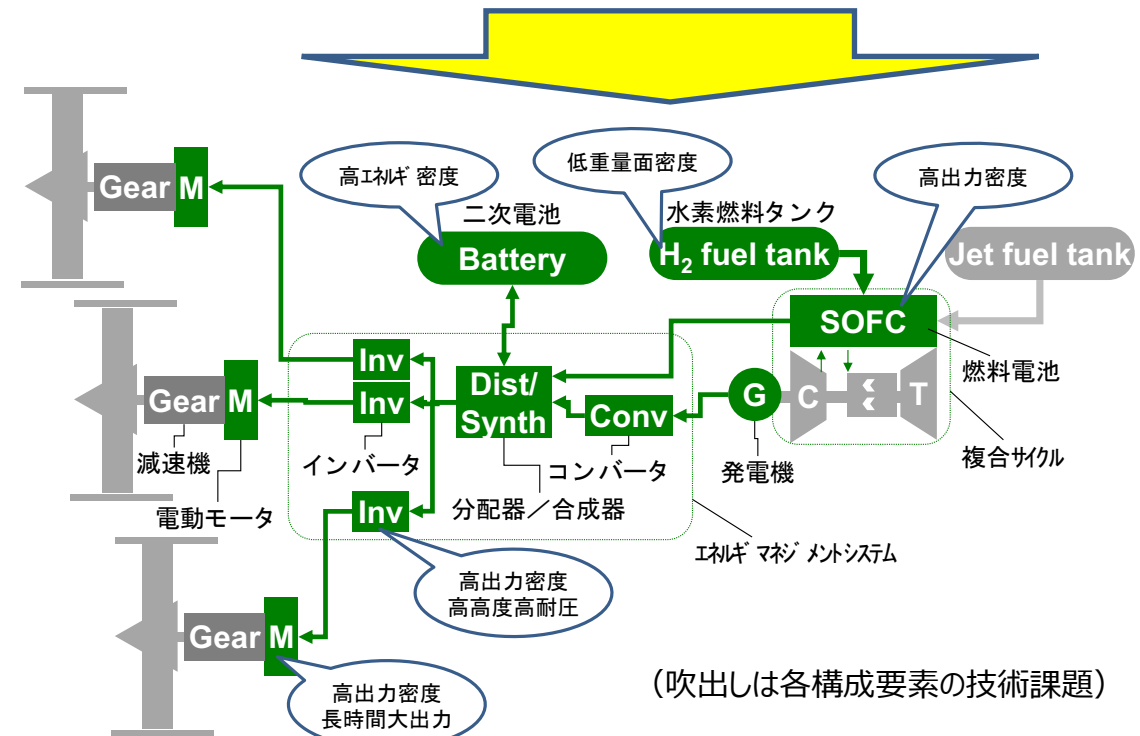 高エネルギ密度
低重量面密度
高出力密度
二次電池
水素燃料タンク
Gear M
Battery
H₂ fuel tank
Jet fuel tank
SOFC
燃料電池
Inv
Inv
Dist/
Synth
Conv
G
C
T
複合サイクル
Gear M
減速機
電動モータ
インバータ
コンバータ
発電機
分配器／合成器
Inv
エネルギマネジメントシステム
高出力密度
高高度高耐圧
Gear M
高出力密度
長時間大出力
（吹出しは各構成要素の技術課題）